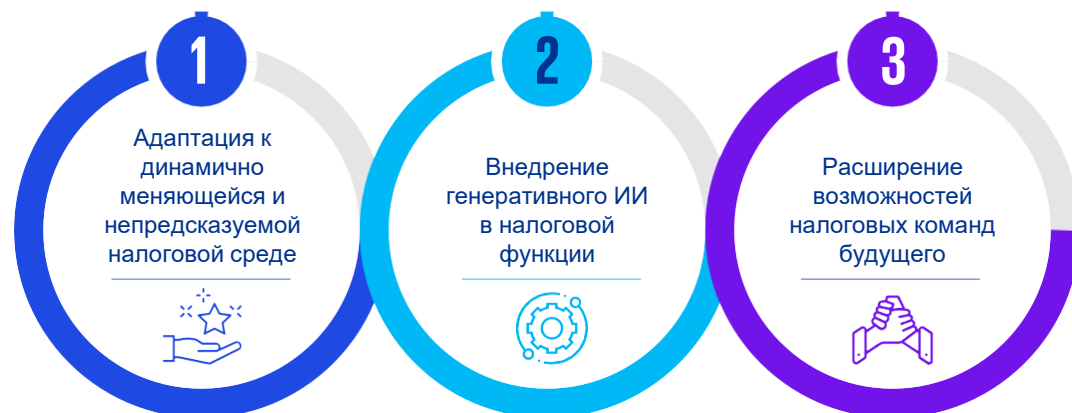 1
Адаптация к
динамично
меняющейся и
непредсказуемой
налоговой среде
2
Внедрение
генеративного ИИ
в налоговой
функции
3
Расширение
возможностей
налоговых команд
будущего